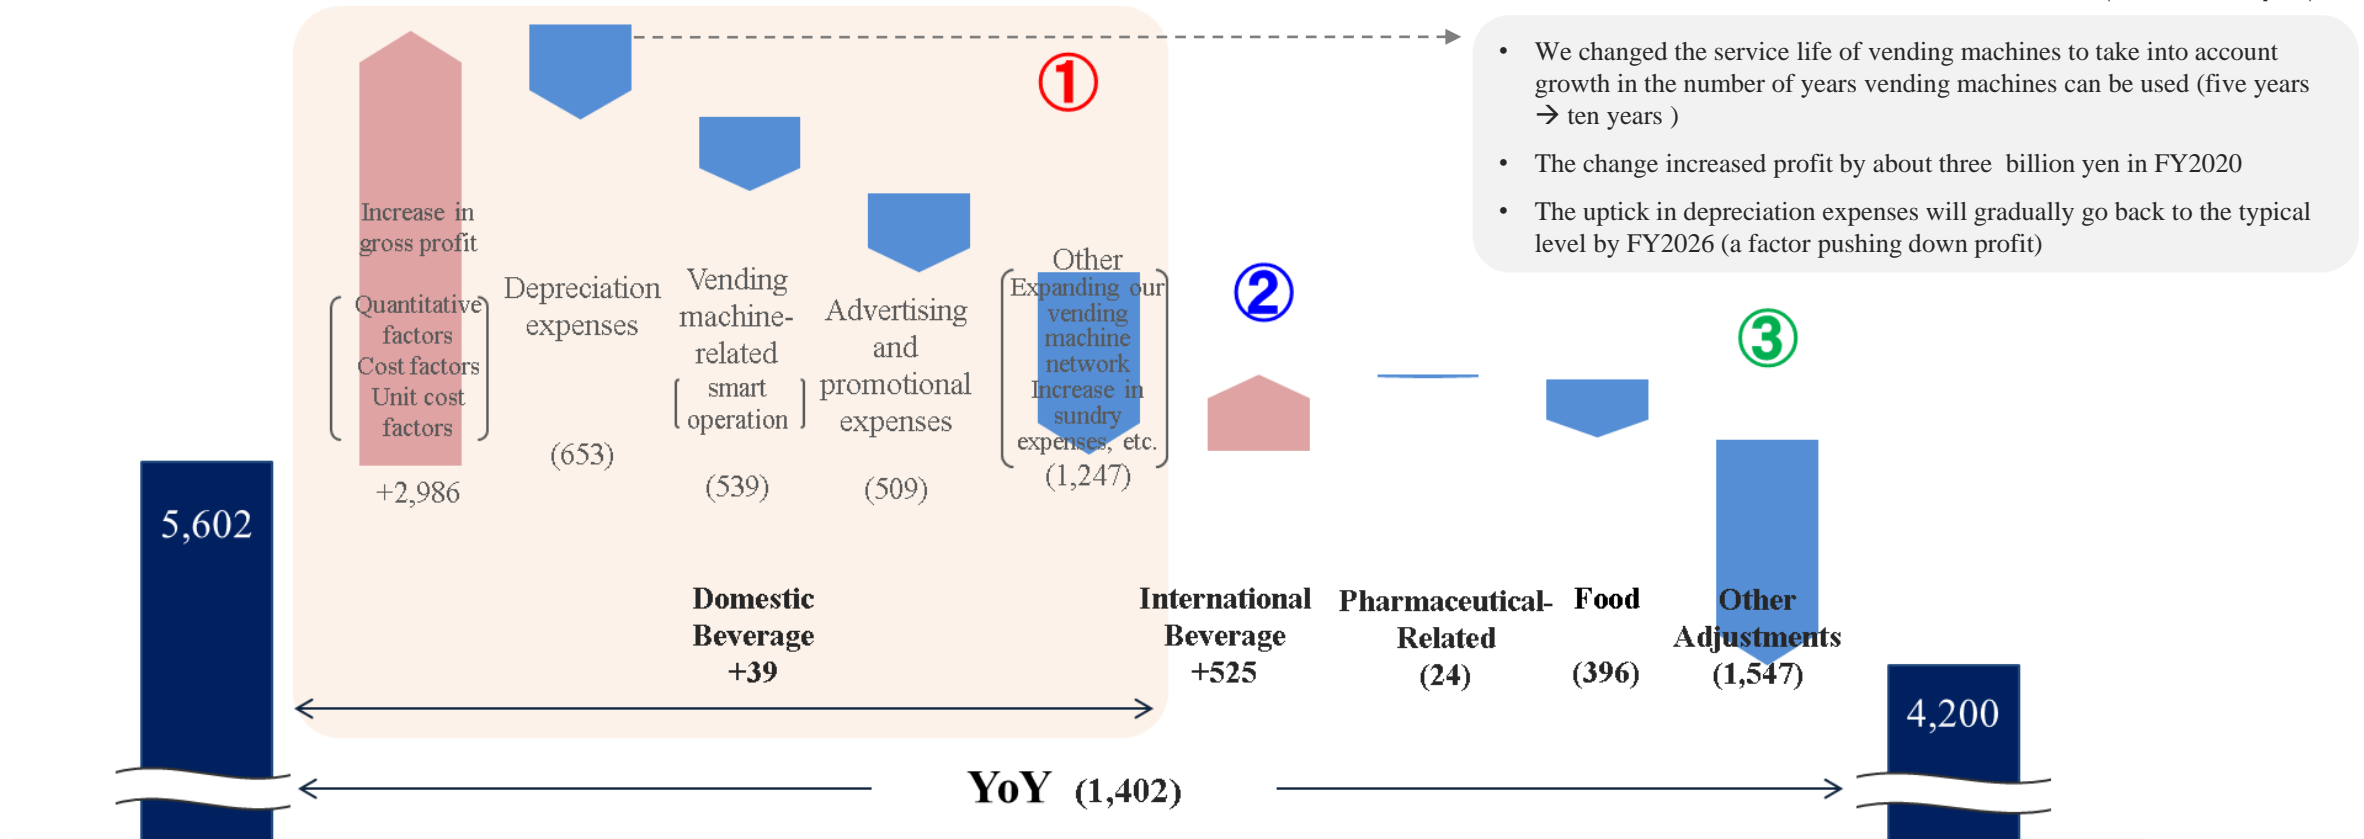 • We changed the service life of vending machines to take into account
growth in the number of years vending machines can be used (five years
→ ten years )
• The change increased profit by about three billion yen in FY2020
• The uptick in depreciation expenses will gradually go back to the typical
level by FY2026 (a factor pushing down profit)
①
Increase in
gross profit
Quantitative
factors
Cost factors
Unit cost
factors
+2,986
Depreciation
expenses
(653)
Vending
machine-
related
smart
operation
(539)
Advertising
and
promotional
expenses
(509)
Other
Expanding our
vending
machine
network
Increase in
sundry
expenses, etc.
(1,247)
②
③
5,602
Domestic
Beverage
+39
International
Beverage
+525
Pharmaceutical-
Related
(24)
Food
(396)
Other
Adjustments
(1,547)
4,200
YoY (1,402)